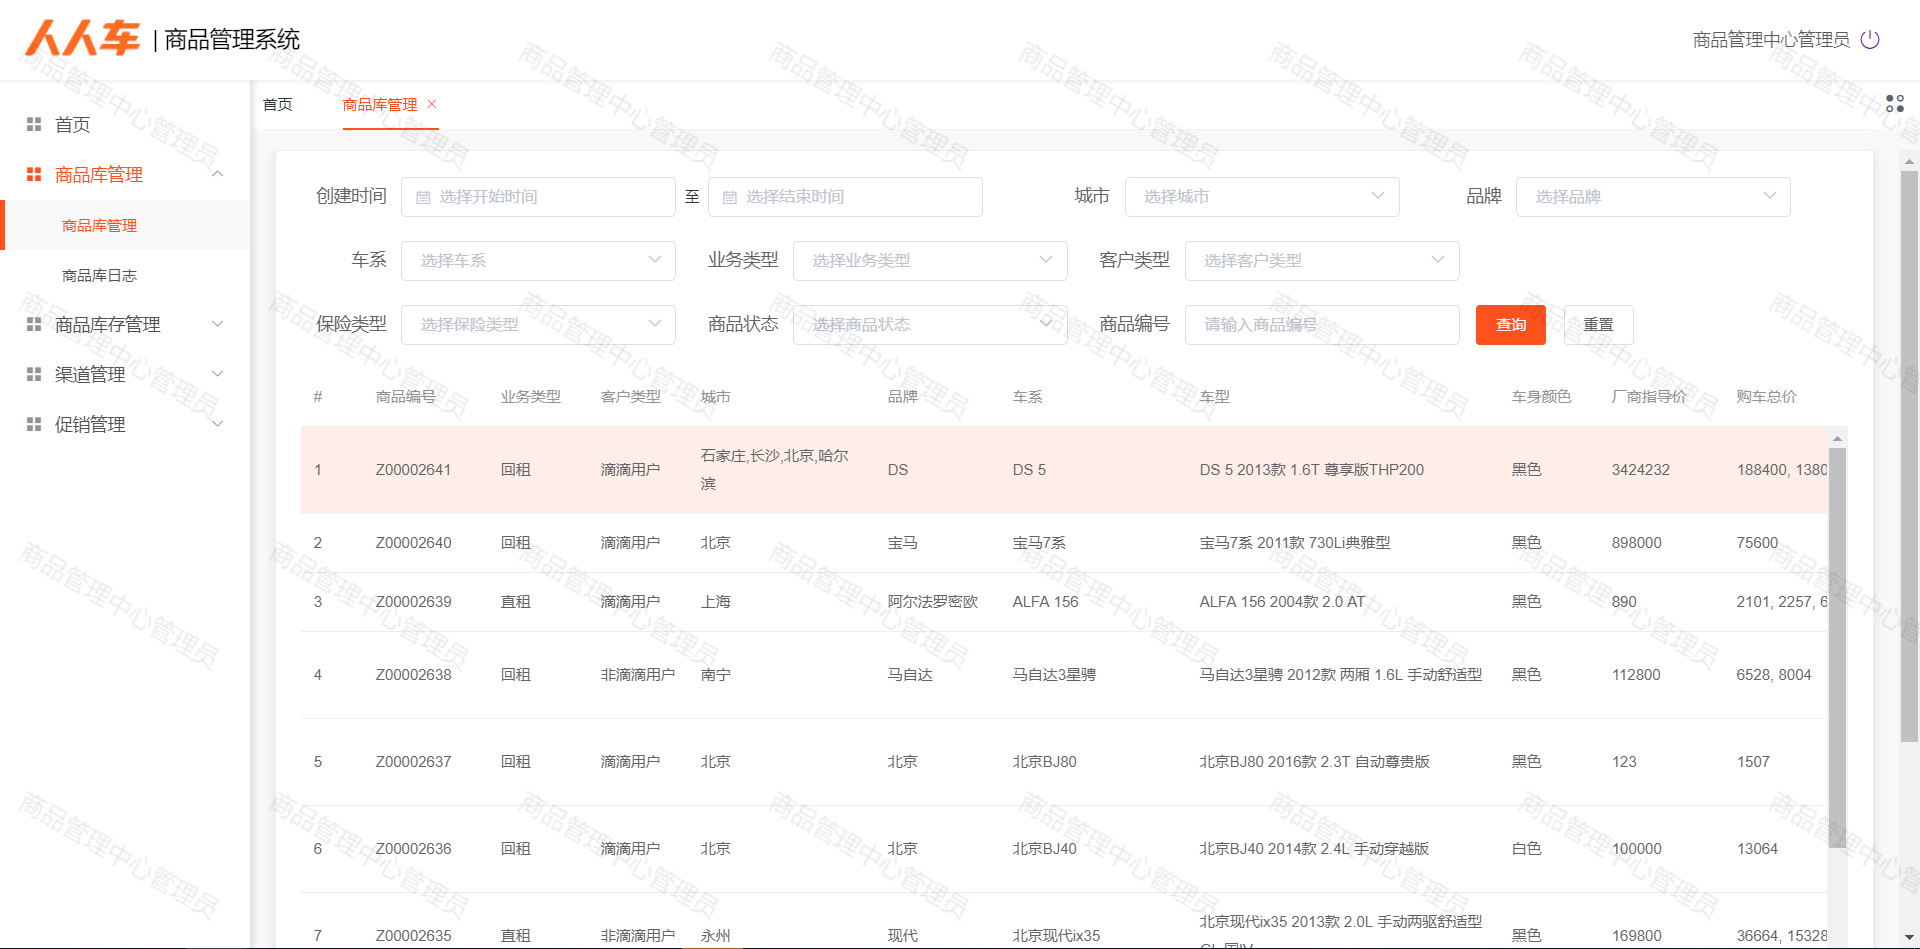 人人车 | 商品管理系统
商品管理中心管理员
首页
商品库管理
商品库管理
商品库日志
商品库存管理
渠道管理
促销管理
首页 商品库管理
创建时间 选择开始时间 至 选择结束时间 城市 选择城市 品牌 选择品牌
车系 选择车系 业务类型 选择业务类型 客户类型 选择客户类型
保险类型 选择保险类型 商品状态 选择商品状态 商品编号 请输入商品编号 查询 重置
# 商品编号 业务类型 客户类型 城市 品牌 车系 车型 车身颜色 厂商指导价 购车总价
1 Z00002641 回租 滴滴用户 石家庄,长沙,北京,哈尔滨 DS DS 5 DS 5 2013款 1.6T 尊享版THP200 黑色 3424232 188400, 1380
2 Z00002640 回租 滴滴用户 北京 宝马 宝马7系 宝马7系 2011款 730Li典雅型 黑色 898000 75600
3 Z00002639 直租 滴滴用户 上海 阿尔法罗密欧 ALFA 156 ALFA 156 2004款 2.0 AT 黑色 890 2101, 2257, 6
4 Z00002638 回租 非滴滴用户 南宁 马自达 马自达3星骋 马自达3星骋 2012款 两厢 1.6L 手动舒适型 黑色 112800 6528, 8004
5 Z00002637 回租 滴滴用户 北京 北京 北京BJ80 北京BJ80 2016款 2.3T 自动尊贵版 黑色 123 1507
6 Z00002636 回租 滴滴用户 北京 北京 北京BJ40 北京BJ40 2014款 2.4L 手动穿越版 白色 100000 13064
7 Z00002635 直租 非滴滴用户 永州 现代 北京现代ix35 北京现代ix35 2013款 2.0L 手动两驱舒适型 169800 36664, 15328